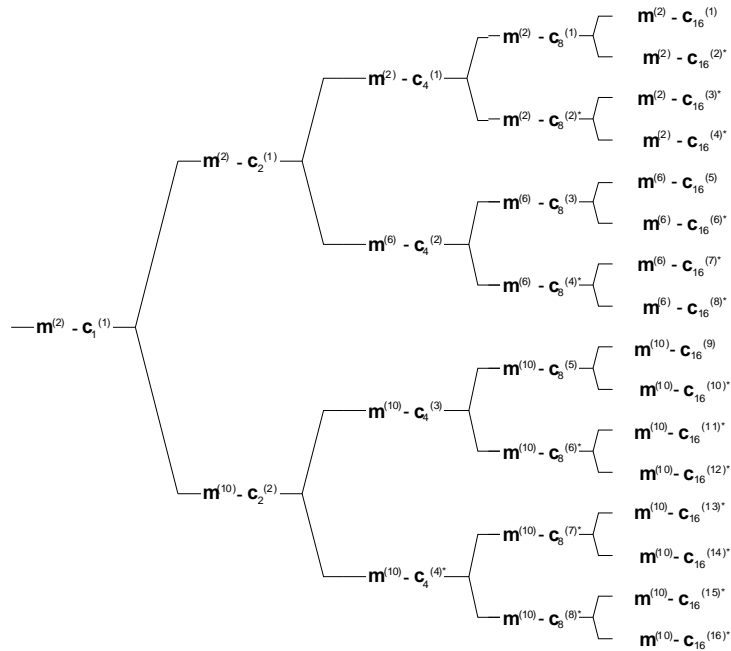 m(2) - c1(1)
m(2) - c2(1)
m(10) - c2(2)
m(2) - c4(1)
m(6) - c4(2)
m(10) - c4(3)
m(10) - c4(4)*
m(2) - c8(1)
m(2) - c8(2)*
m(6) - c8(3)
m(6) - c8(4)*
m(10) - c8(5)
m(10) - c8(6)*
m(10) - c8(7)*
m(10) - c8(8)*
m(2) - c16(1)
m(2) - c16(2)*
m(2) - c16(3)*
m(2) - c16(4)*
m(6) - c16(5)
m(6) - c16(6)*
m(6) - c16(7)*
m(6) - c16(8)*
m(10) - c16(9)
m(10) - c16(10)*
m(10) - c16(11)*
m(10) - c16(12)*
m(10) - c16(13)*
m(10) - c16(14)*
m(10) - c16(15)*
m(10) - c16(16)*